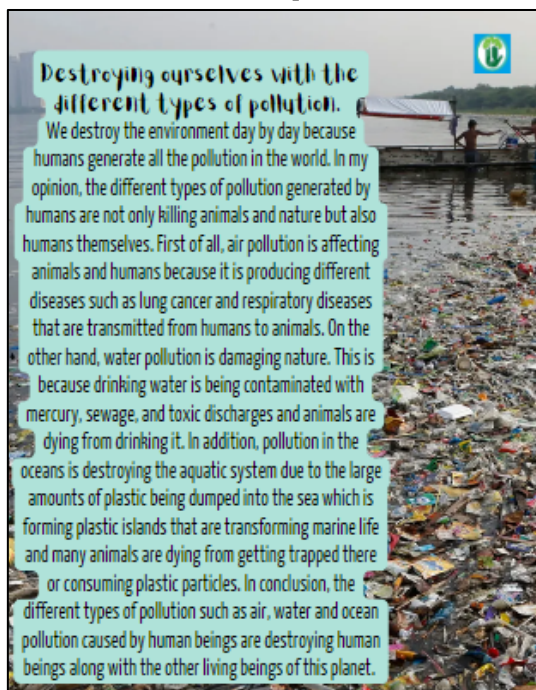 Destroying ourselves with the
different types of pollution.
We destroy the environment day by day because
humans generate all the pollution in the world. In my
opinion, the different types of pollution generated by
humans are not only killing animals and nature but also
humans themselves. First of all, air pollution is affecting
animals and humans because it is producing different
diseases such as lung cancer and respiratory diseases
that are transmitted from humans to animals. On the
other hand, water pollution is damaging nature. This is
because drinking water is being contaminated with
mercury, sewage, and toxic discharges and animals are
dying from drinking it. In addition, pollution in the
oceans is destroying the aquatic system due to the large
amounts of plastic being dumped into the sea which is
forming plastic islands that are transforming marine life
and many animals are dying from getting trapped there
or consuming plastic particles. In conclusion, the
different types of pollution such as air, water and ocean
pollution caused by human beings are destroying human
beings along with the other living beings of this planet.